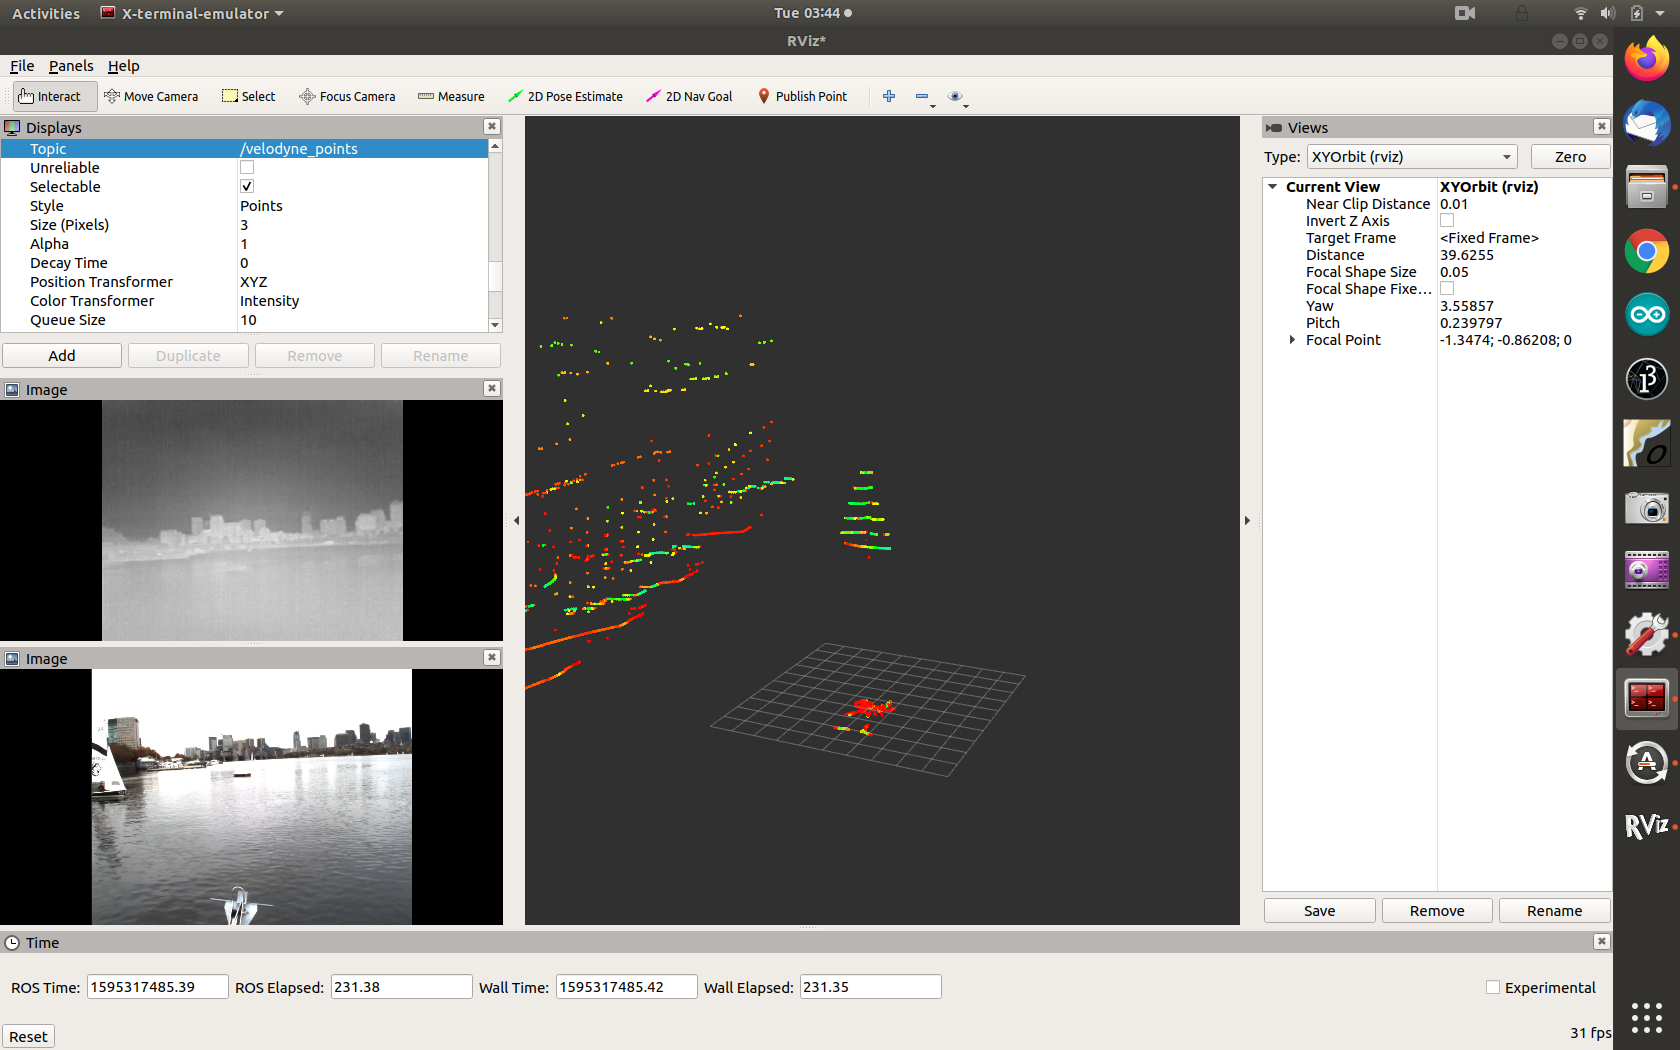 Activities X-terminal-emulator Tue 03:44
RViz*
File Panels Help
Interact Move Camera Select Focus Camera Measure 2D Pose Estimate 2D Nav Goal Publish Point
Displays
Topic /velodyne_points
Unreliable
Selectable
Style Points
Size (Pixels) 3
Alpha 1
Decay Time 0
Position Transformer XYZ
Color Transformer Intensity
Queue Size 10
Add Duplicate Remove Rename
Image
Image
Views
Type: XYOrbit (rviz) Zero
Current View XYOrbit (rviz)
Near Clip Distance 0.01
Invert Z Axis
Target Frame <Fixed Frame>
Distance 39.6255
Focal Shape Size 0.05
Focal Shape Fixe...
Yaw 3.55857
Pitch 0.239797
Focal Point -1.3474; -0.86208; 0
Save Remove Rename
Time
ROS Time: 1595317485.39 ROS Elapsed: 231.38 Wall Time: 1595317485.42 Wall Elapsed: 231.35 Experimental
Reset 31 fps
RViz